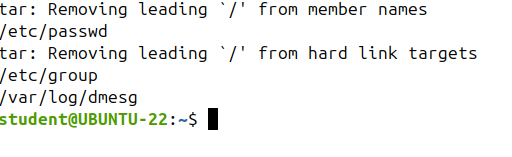 tar: Removing leading `/' from member names
/etc/passwd
tar: Removing leading `/' from hard link targets
/etc/group
/var/log/dmesg
student@UBUNTU-22:~$